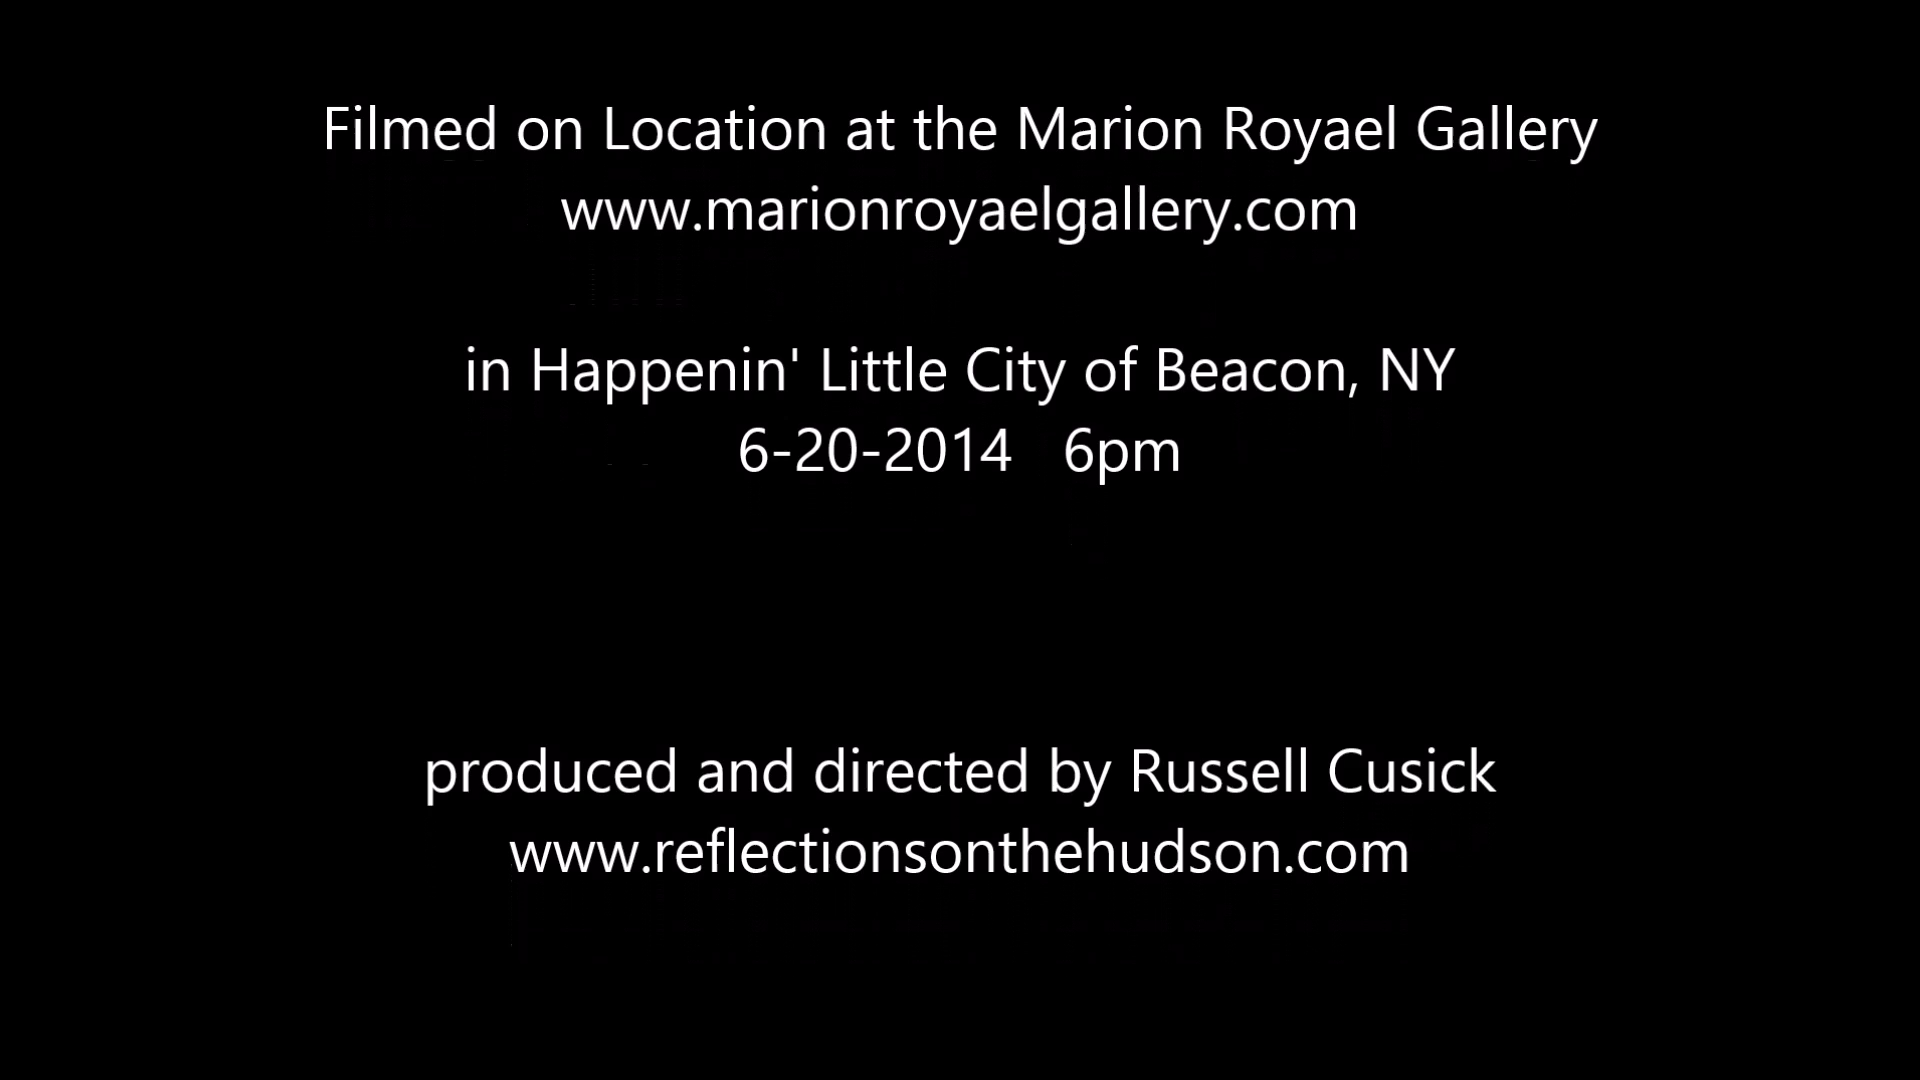 Filmed on Location at the Marion Royael Gallery
www.marionroyaelgallery.com
in Happenin' Little City of Beacon, NY
6-20-2014   6pm
produced and directed by Russell Cusick
www.reflectionsonthehudson.com